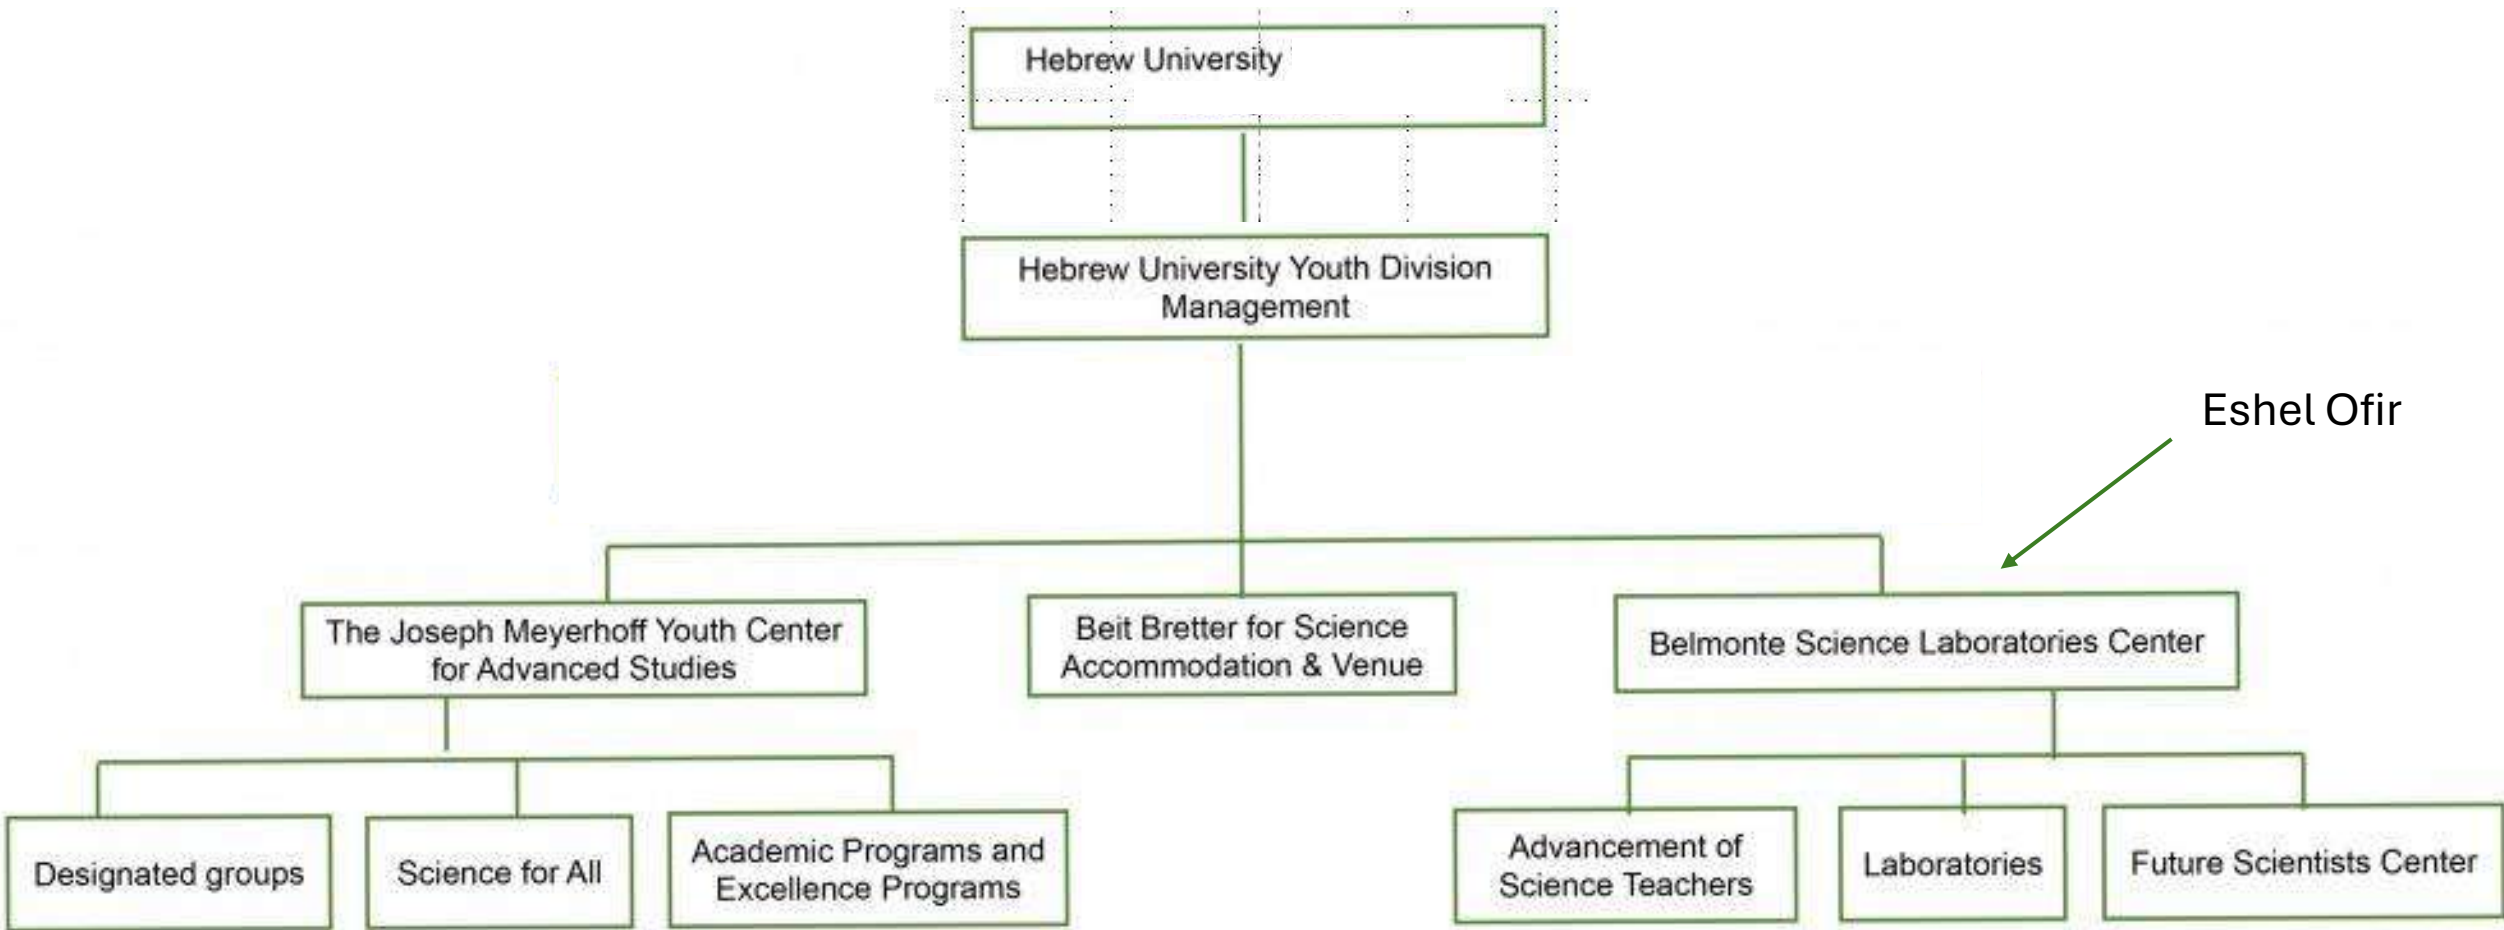 Hebrew University
Hebrew University Youth Division
Management
Eshel Ofir
The Joseph Meyerhoff Youth Center
for Advanced Studies
Beit Bretter for Science
Accommodation & Venue
Belmonte Science Laboratories Center
Designated groups
Science for All
Academic Programs and
Excellence Programs
Advancement of
Science Teachers
Laboratories
Future Scientists Center